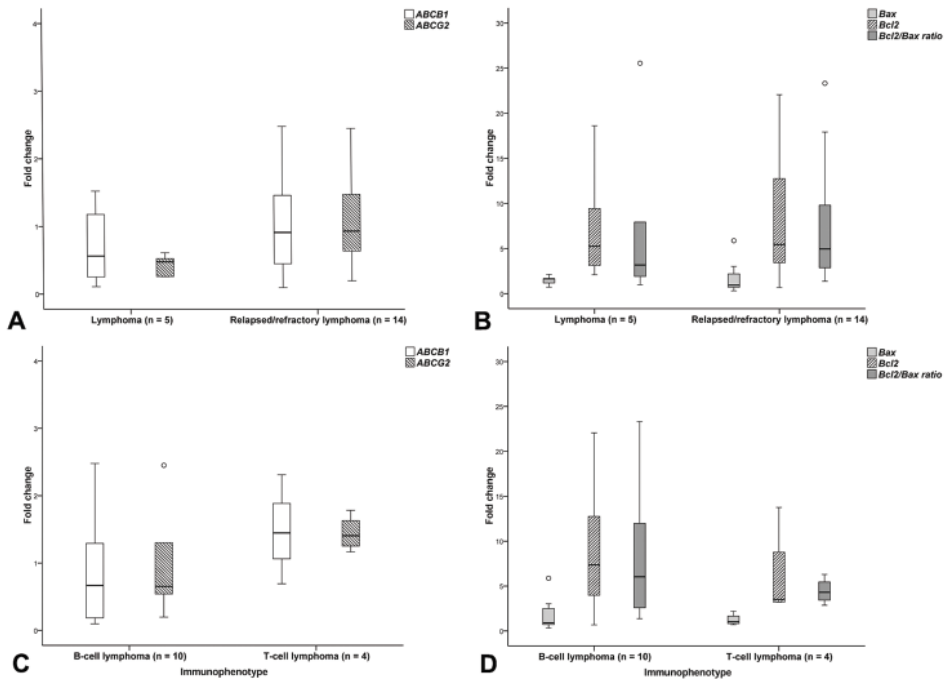 ABCB1
ABCG2
4
3
2
1
0
Fold change
Lymphoma (n = 5)
Relapsed/refractory lymphoma (n = 14)
A
Bax
Bcl2
Bcl2/Bax ratio
30
25
20
15
10
5
0
Fold change
Lymphoma (n = 5)
Relapsed/refractory lymphoma (n = 14)
B
ABCB1
ABCG2
4
3
2
1
0
Fold change
B-cell lymphoma (n = 10)
T-cell lymphoma (n = 4)
Immunophenotype
C
Bax
Bcl2
Bcl2/Bax ratio
30
25
20
15
10
5
0
Fold change
B-cell lymphoma (n = 10)
T-cell lymphoma (n = 4)
Immunophenotype
D